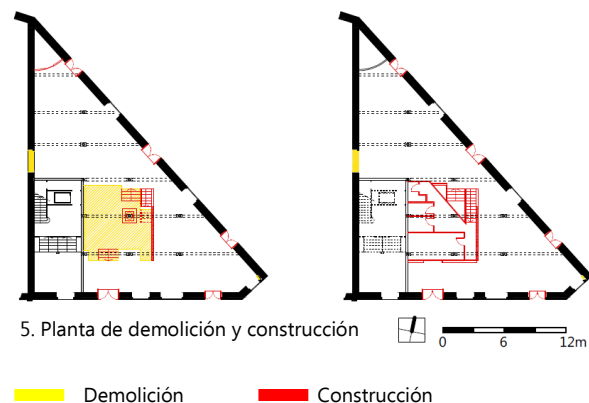 5. Planta de demolición y construcción
0 6 12m
Demolición
Construcción